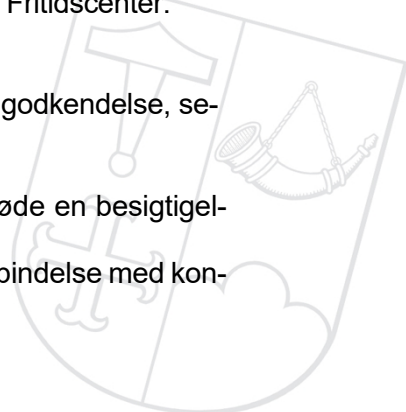 Fritidscenter.
godkendelse, se-
øde en besigtigel-
bindelse med kon-